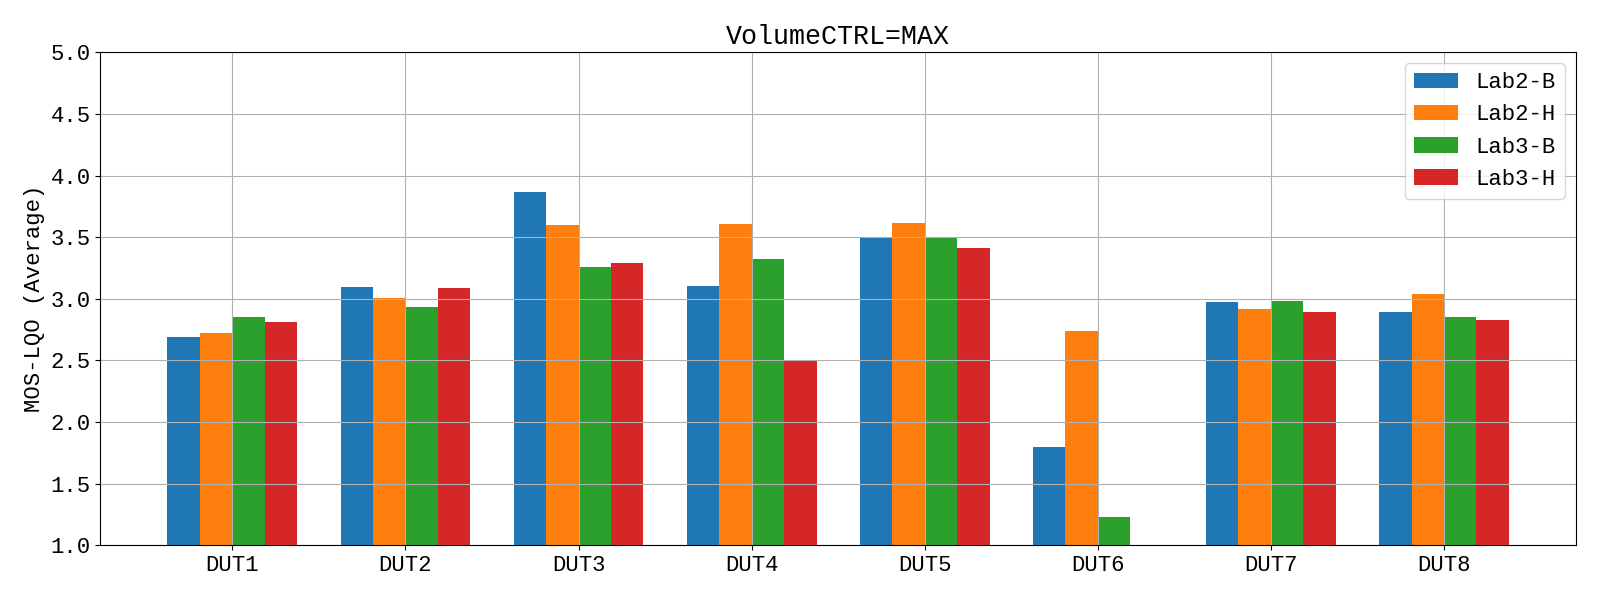 VolumeCTRL=MAX
5.0
4.5
4.0
3.5
3.0
2.5
2.0
1.5
1.0
MOS-LQO (Average)
Lab2-B
Lab2-H
Lab3-B
Lab3-H
DUT1 DUT2 DUT3 DUT4 DUT5 DUT6 DUT7 DUT8